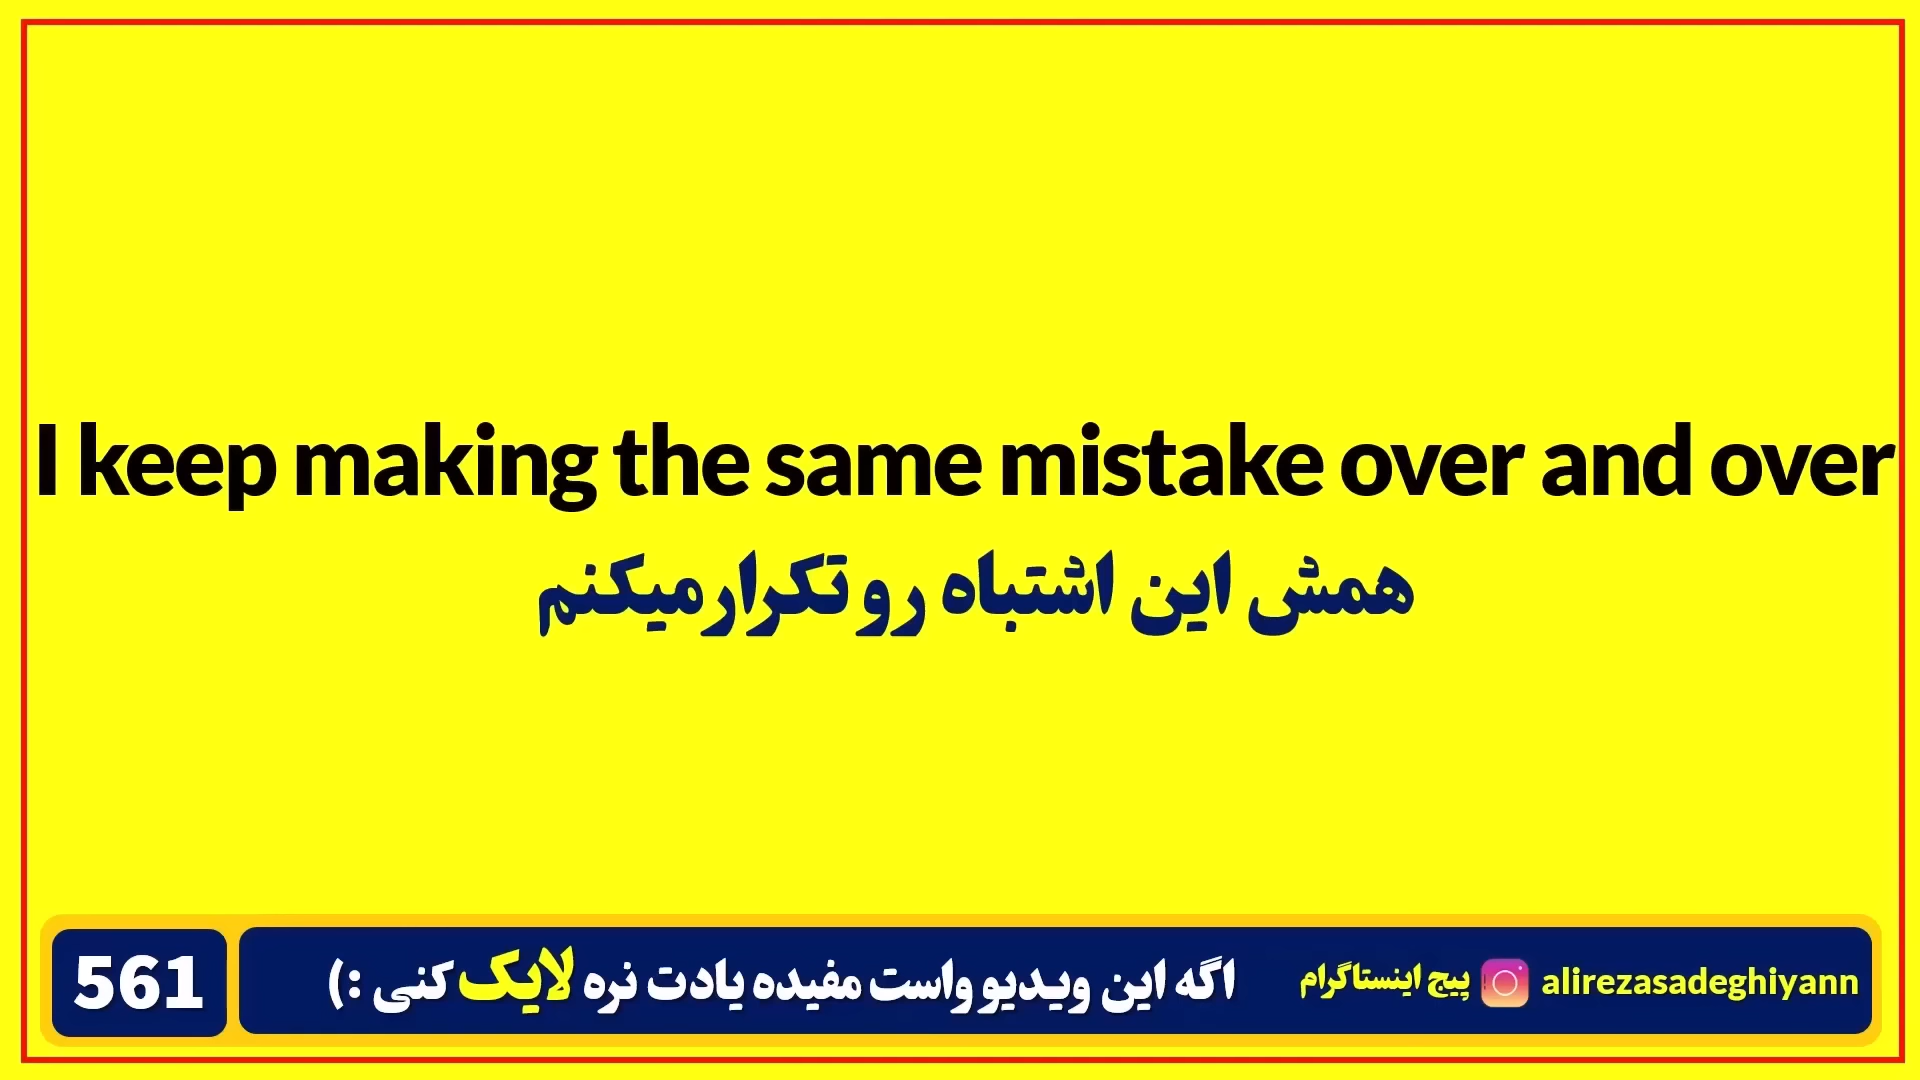 I keep making the same mistake over and over
همش این اشتباه رو تکرار میکنم
561
اگه این ویدیو واست مفیده یادت نره لایک کنی :)
پیج اینستاگرام
alirezasadeghiyann